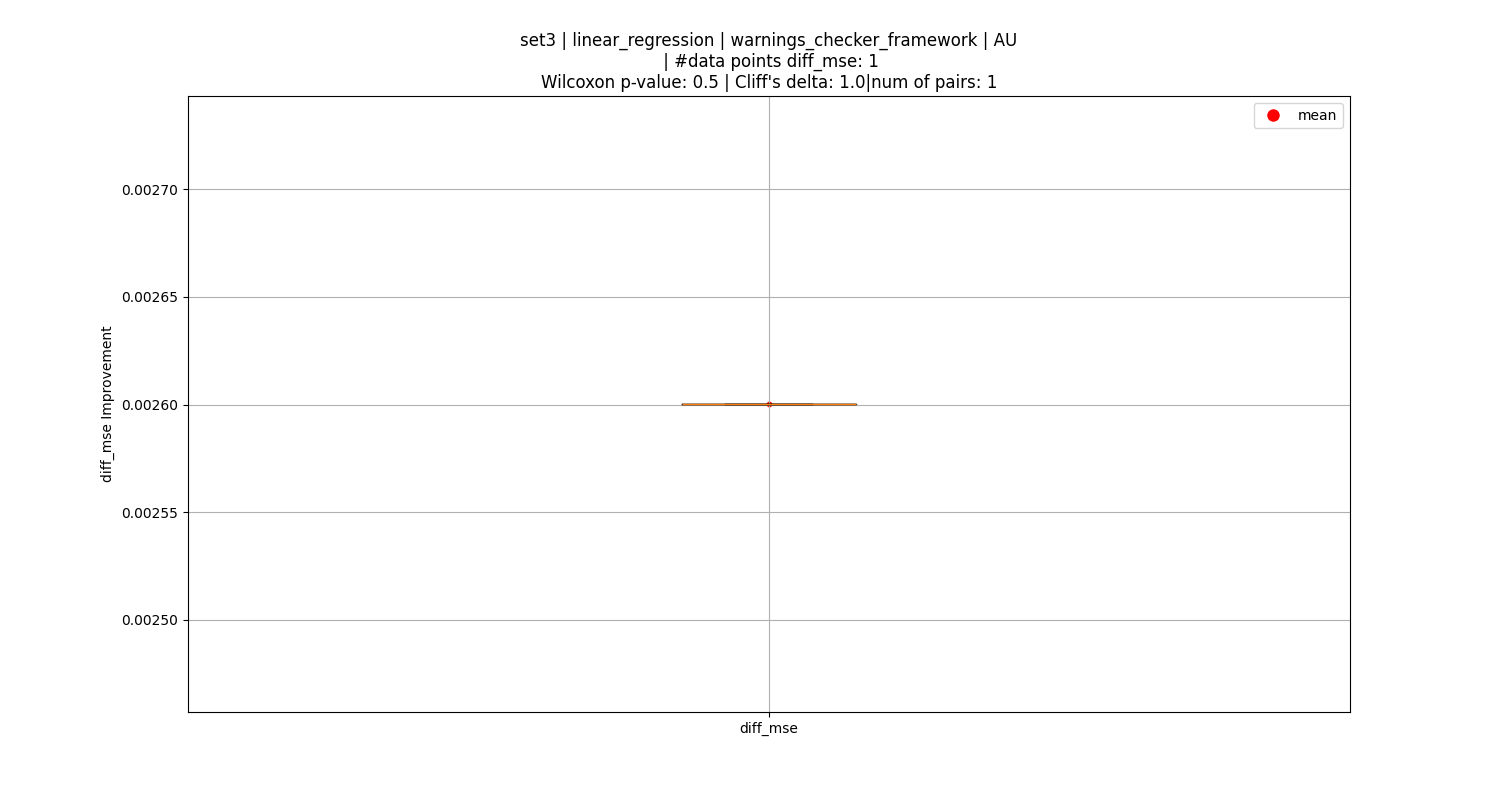 set3 | linear_regression | warnings_checker_framework | AU
| #data points diff_mse: 1
Wilcoxon p-value: 0.5 | Cliff's delta: 1.0|num of pairs: 1
mean
0.00270
0.00265
0.00260
0.00255
0.00250
diff_mse Improvement
diff_mse